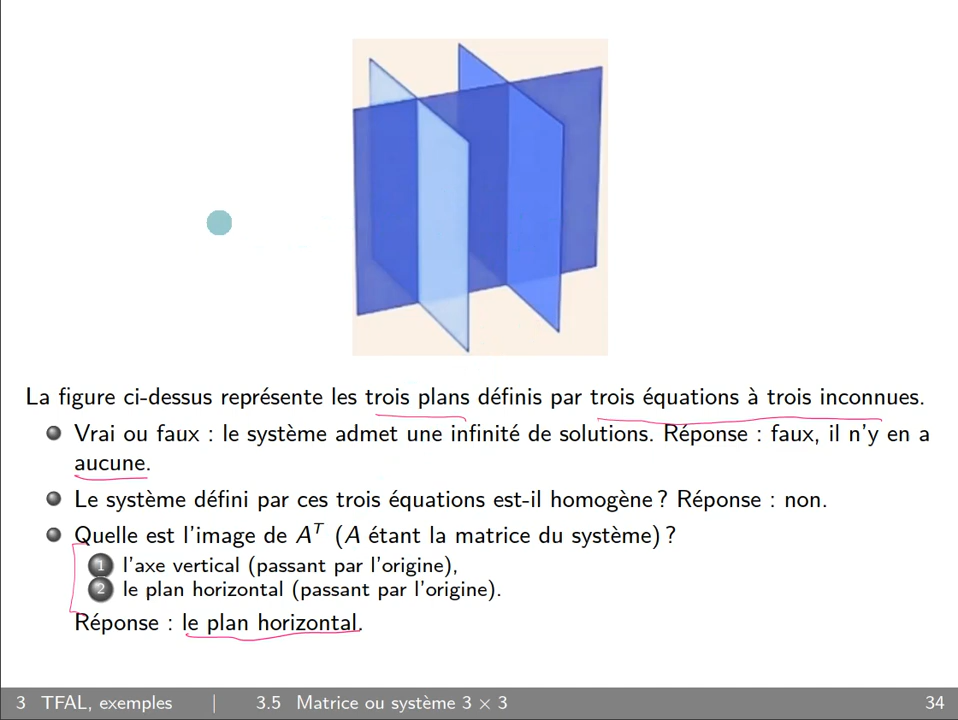 La figure ci-dessus représente les trois plans définis par trois équations à trois inconnues.
Vrai ou faux : le système admet une infinité de solutions. Réponse : faux, il n'y en a
aucune.
Le système défini par ces trois équations est-il homogène ? Réponse : non.
Quelle est l'image de Aᵀ (A étant la matrice du système) ?
1 l'axe vertical (passant par l'origine),
2 le plan horizontal (passant par l'origine).
Réponse : le plan horizontal.
3 TFAL, exemples | 3.5 Matrice ou système 3 × 3 34